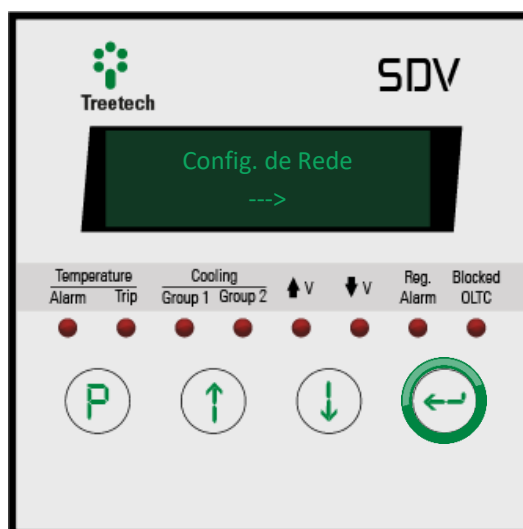 Treetech
SDV
Config. de Rede
--->
Temperature
Alarm Trip
Cooling
Group 1 Group 2
V
V
Reg.
Alarm
Blocked
OLTC
P